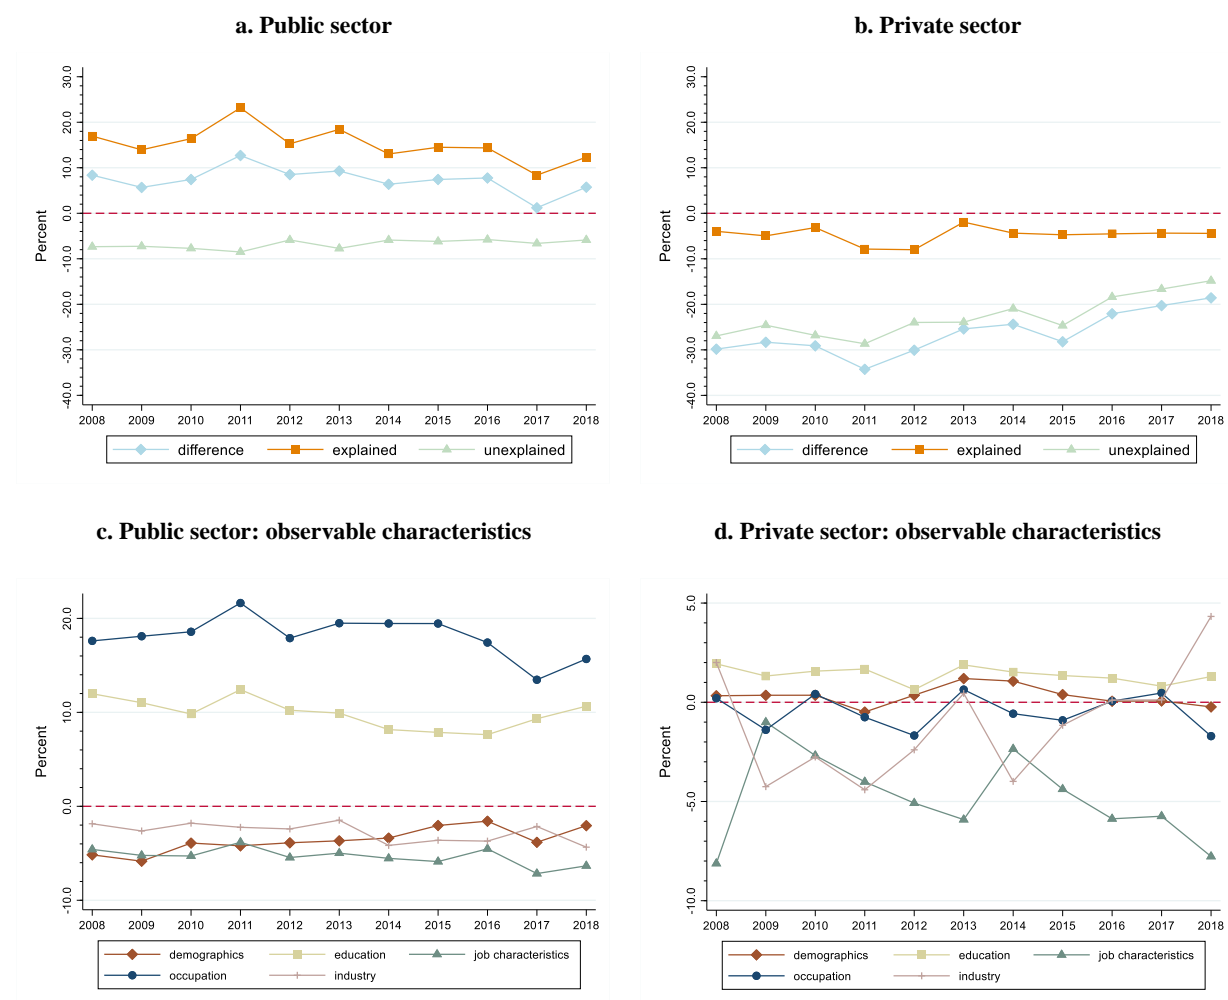 a. Public sector
b. Private sector
30.0
20.0
10.0
0.0
-10.0
-20.0
-30.0
-40.0
Percent
2008 2009 2010 2011 2012 2013 2014 2015 2016 2017 2018
difference explained unexplained
30.0
20.0
10.0
0.0
-10.0
-20.0
-30.0
-40.0
Percent
2008 2009 2010 2011 2012 2013 2014 2015 2016 2017 2018
difference explained unexplained
c. Public sector: observable characteristics
d. Private sector: observable characteristics
20.0
10.0
0.0
-10.0
Percent
2008 2009 2010 2011 2012 2013 2014 2015 2016 2017 2018
demographics education job characteristics
occupation industry
5.0
0.0
-5.0
-10.0
Percent
2008 2009 2010 2011 2012 2013 2014 2015 2016 2017 2018
demographics education job characteristics
occupation industry